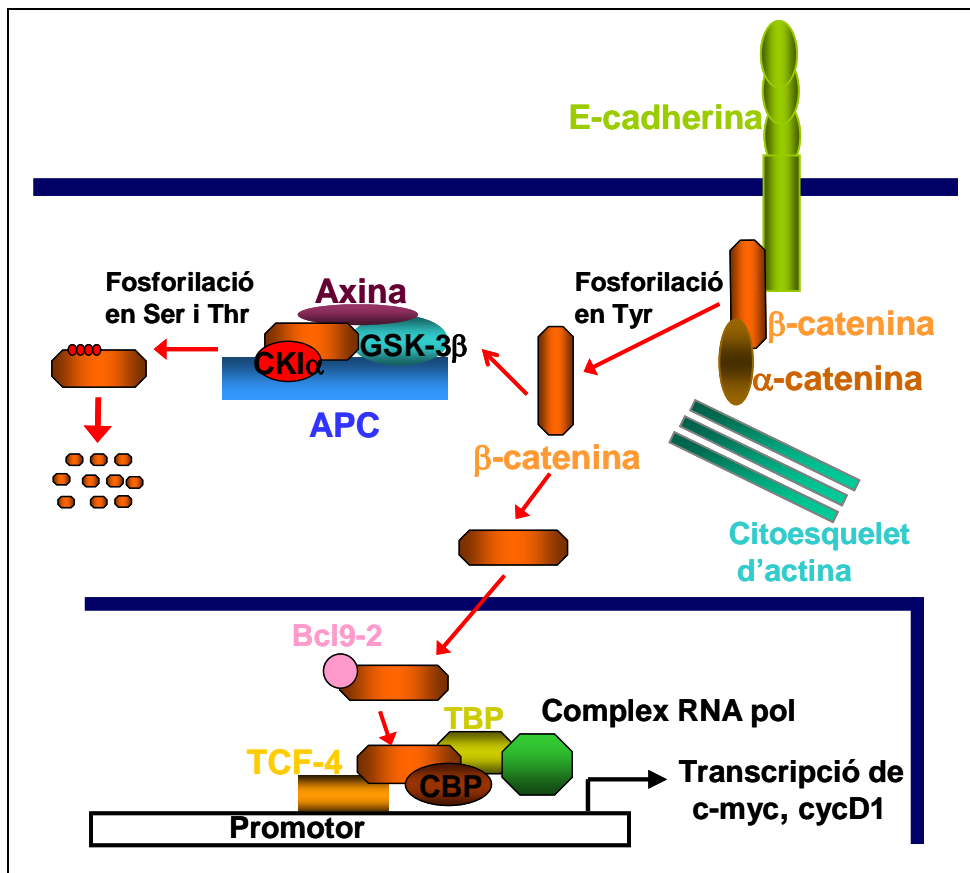 E-cadherina
Fosforilació
en Ser i Thr
Axina
GSK-3β
CKIα
APC
Fosforilació
en Tyr
β-catenina
α-catenina
β-catenina
Citoesquelet
d’actina
Bcl9-2
TBP
Complex RNA pol
TCF-4
CBP
Transcripció de
c-myc, cycD1
Promotor